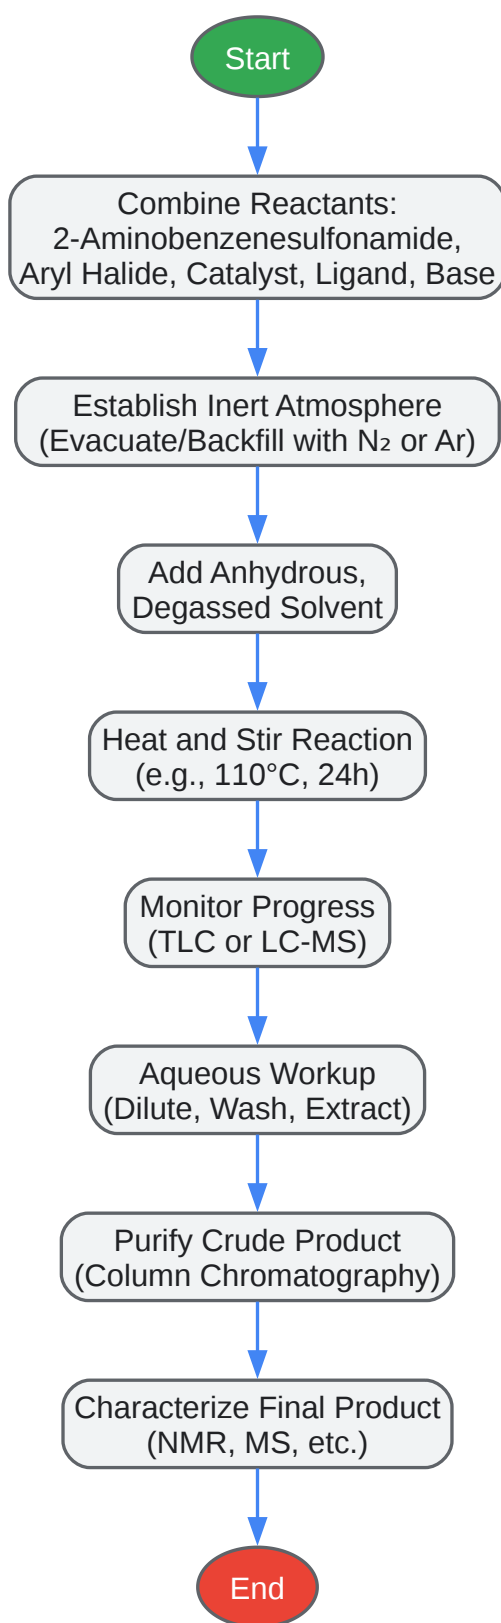 Start
Combine Reactants:
2-Aminobenzenesulfonamide,
Aryl Halide, Catalyst, Ligand, Base
Establish Inert Atmosphere
(Evacuate/Backfill with N₂ or Ar)
Add Anhydrous,
Degassed Solvent
Heat and Stir Reaction
(e.g., 110°C, 24h)
Monitor Progress
(TLC or LC-MS)
Aqueous Workup
(Dilute, Wash, Extract)
Purify Crude Product
(Column Chromatography)
Characterize Final Product
(NMR, MS, etc.)
End